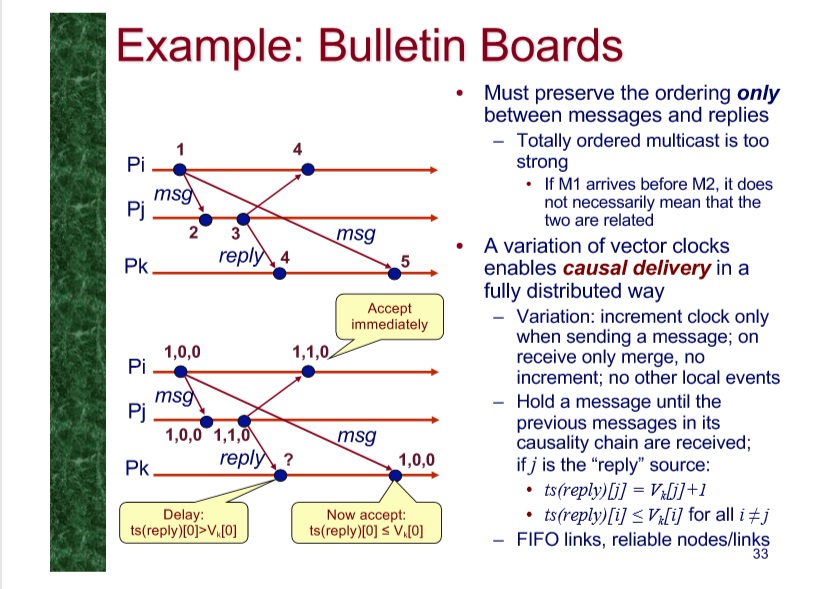 Example: Bulletin Boards
1
4
Pi
msg
Pj
2
3
msg
reply
4
5
Pk
Accept
immediately
1,0,0
1,1,0
Pi
msg
Pj
1,0,0
1,1,0
msg
reply
?
1,0,0
Pk
Delay:
ts(reply)[0]>Vk[0]
Now accept:
ts(reply)[0] ≤ Vk[0]
• Must preserve the ordering only
between messages and replies
– Totally ordered multicast is too
strong
• If M1 arrives before M2, it does
not necessarily mean that the
two are related
• A variation of vector clocks
enables causal delivery in a
fully distributed way
– Variation: increment clock only
when sending a message; on
receive only merge, no
increment; no other local events
– Hold a message until the
previous messages in its
causality chain are received;
if j is the “reply” source:
• ts(reply)[j] = Vk[j]+1
• ts(reply)[i] ≤ Vk[i] for all i ≠ j
– FIFO links, reliable nodes/links
33